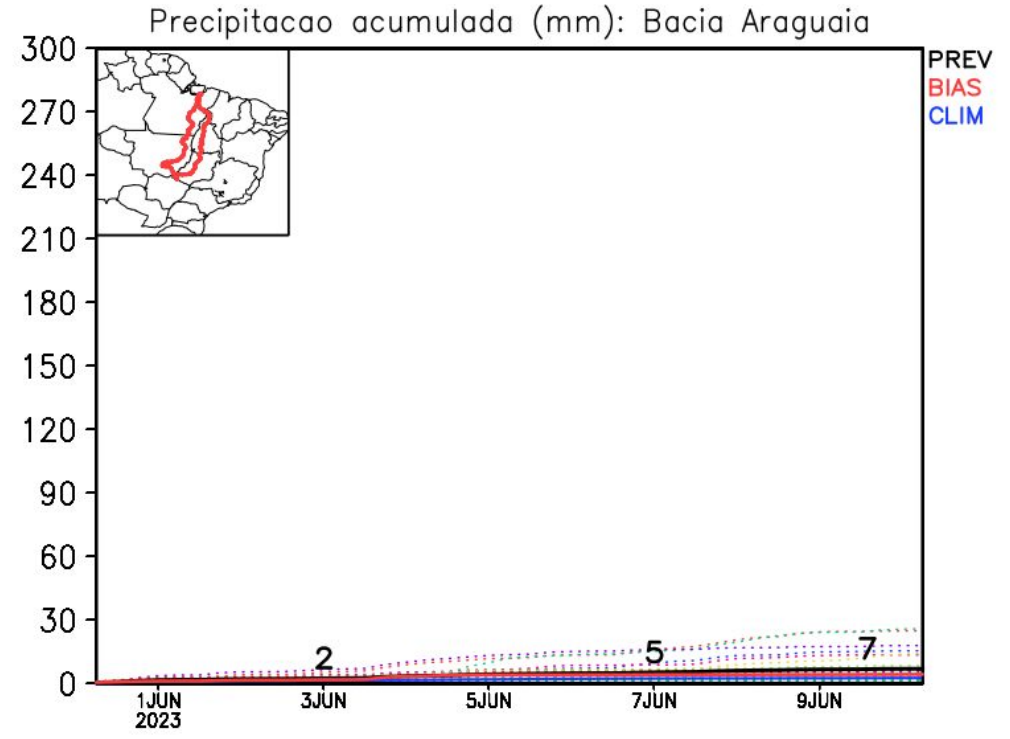 Precipitacao acumulada (mm): Bacia Araguaia
300
270
240
210
180
150
120
90
60
30
0
PREV
BIAS
CLIM
2
5
7
1JUN
2023
3JUN
5JUN
7JUN
9JUN